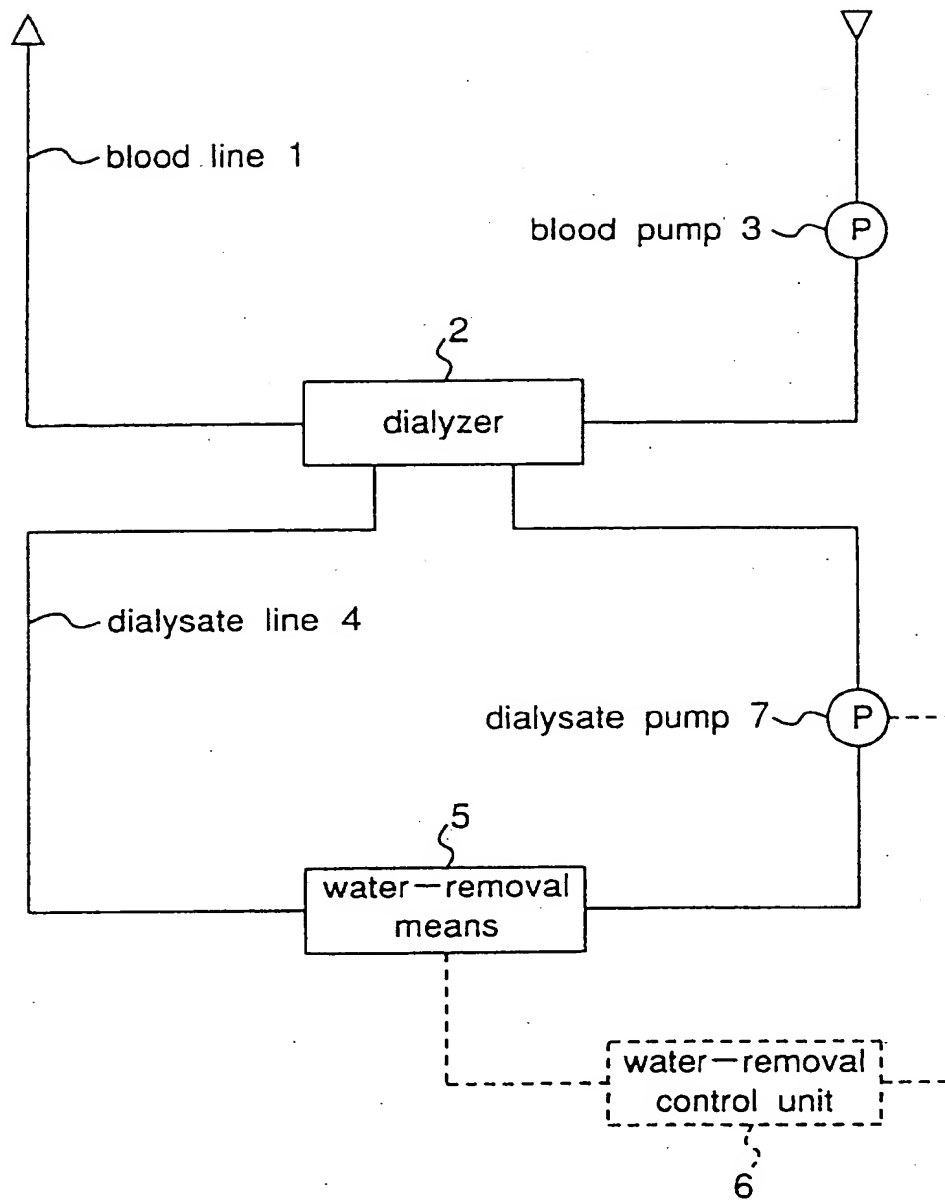 blood line 1
blood pump 3
P
2
dialyzer
dialysate line 4
dialysate pump 7
P
5
water-removal
means
water-removal
control unit
6